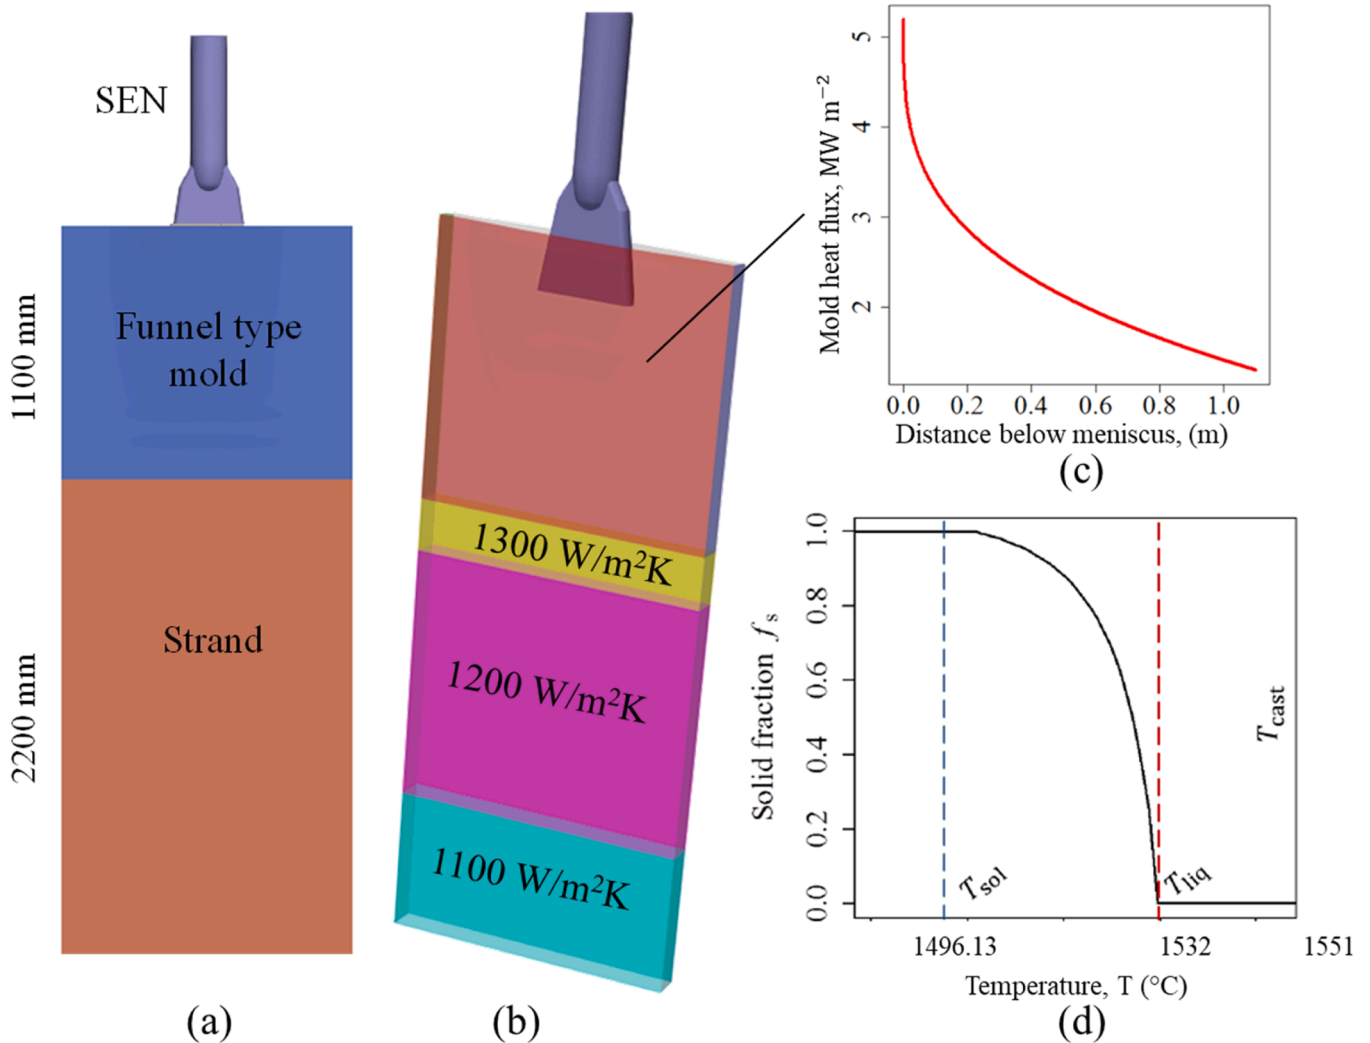 SEN
Funnel type
mold
1100 mm
Strand
2200 mm
(a)
1300 W/m²K
1200 W/m²K
1100 W/m²K
(b)
Mold heat flux, MW m⁻²
5
4
3
2
0.0 0.2 0.4 0.6 0.8 1.0
Distance below meniscus, (m)
(c)
Solid fraction fₛ
1.0
0.8
0.6
0.4
0.2
0.0
Tsol
Tliq
Tcast
1496.13 1532 1551
Temperature, T (°C)
(d)